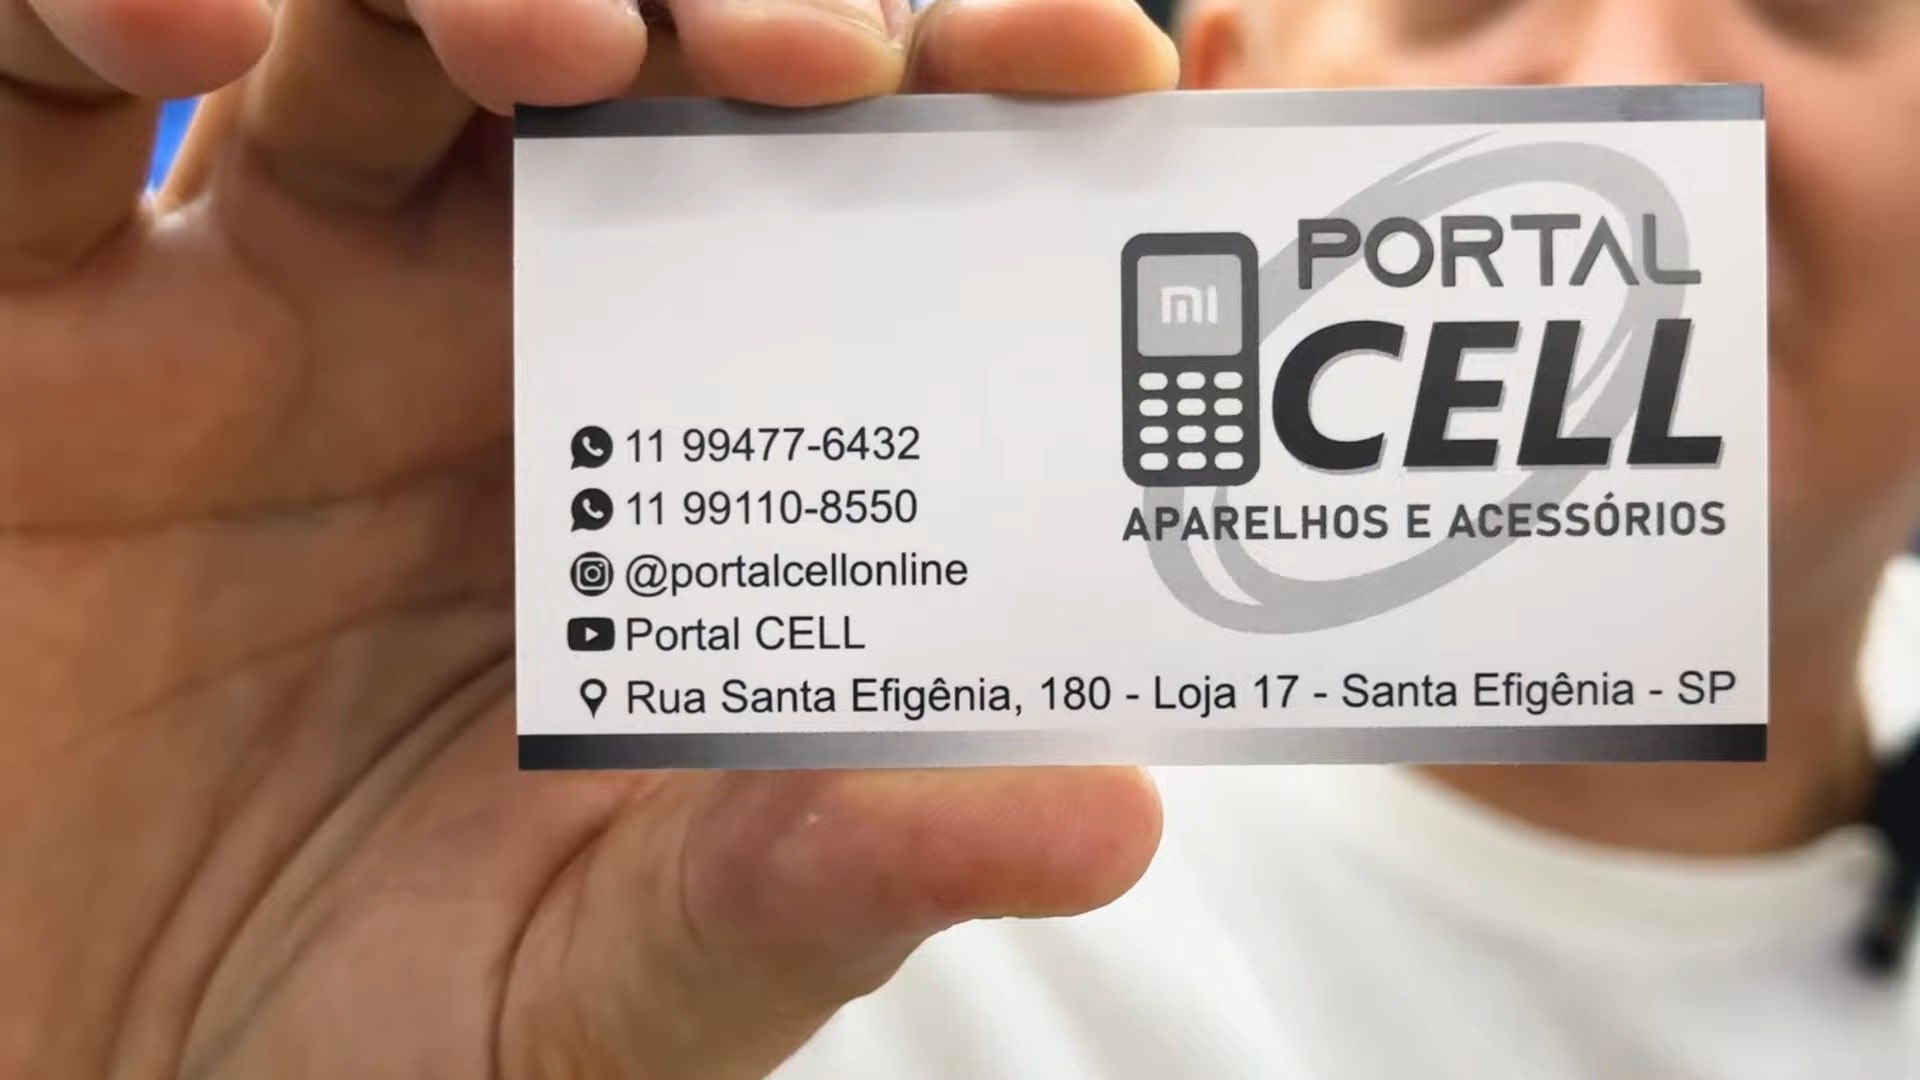 mi
PORTAL
CELL
APARELHOS E ACESSÓRIOS
11 99477-6432
11 99110-8550
@portalcellonline
Portal CELL
Rua Santa Efigênia, 180 - Loja 17 - Santa Efigênia - SP